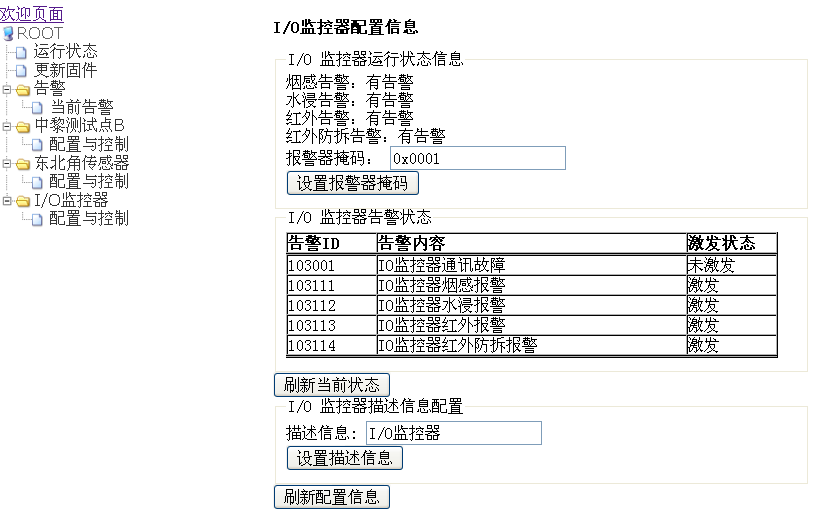 欢迎页面
ROOT
运行状态
更新固件
告警
当前告警
中黎测试点B
配置与控制
东北角传感器
配置与控制
I/O监控器
配置与控制
I/O监控器配置信息
I/O 监控器运行状态信息
烟感告警: 有告警
水浸告警: 有告警
红外告警: 有告警
红外防拆告警: 有告警
报警器掩码: 0x0001
设置报警器掩码
I/O 监控器告警状态
告警ID 告警内容 激发状态
103001 IO监控器通讯故障 未激发
103111 IO监控器烟感报警 激发
103112 IO监控器水浸报警 激发
103113 IO监控器红外报警 激发
103114 IO监控器红外防拆报警 激发
刷新当前状态
I/O 监控器描述信息配置
描述信息: I/O监控器
设置描述信息
刷新配置信息